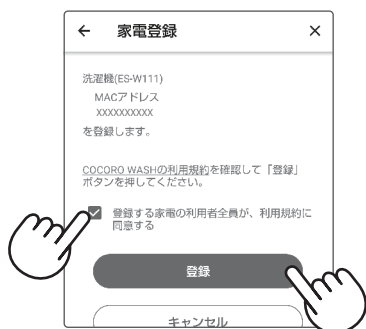 ← 家電登録 ×
洗濯機(ES-W111)
MACアドレス
XXXXXXXXXX
を登録します。
COCORO WASHの利用規約を確認して「登録」
ボタンを押してください。
登録する家電の利用者全員が、利用規約に
同意する
登録
キャンセル